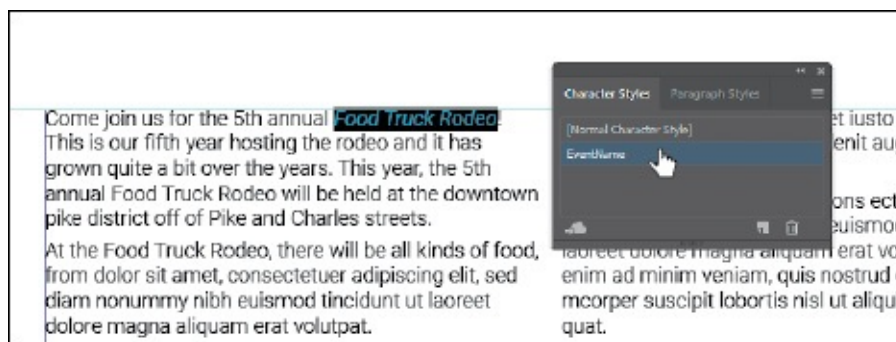 Come join us for the 5th annual Food Truck Rodeo!
This is our fifth year hosting the rodeo and it has
grown quite a bit over the years. This year, the 5th
annual Food Truck Rodeo will be held at the downtown
pike district off of Pike and Charles streets.
At the Food Truck Rodeo, there will be all kinds of food,
from dolor sit amet, consectetuer adipiscing elit, sed
diam nonummy nibh euismod tincidunt ut laoreet
dolore magna aliquam erat volutpat.
Character Styles Paragraph Styles
[Normal Character Style]
EventName
et iusto
enit au
ons ect
euismo
laoreet dolore magna aliquam erat vo
enim ad minim veniam, quis nostrud
mcorper suscipit lobortis nisl ut aliqu
quat.